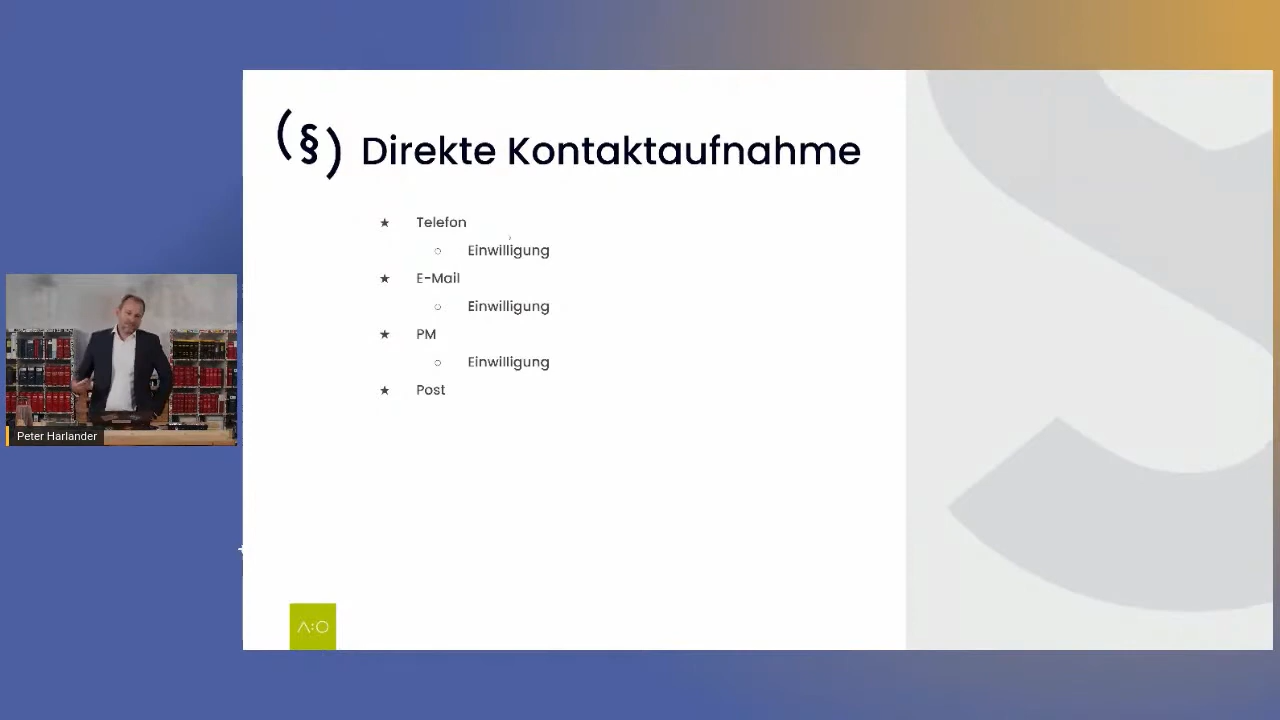 (§) Direkte Kontaktaufnahme
★ Telefon
○ Einwilligung
★ E-Mail
○ Einwilligung
★ PM
○ Einwilligung
★ Post
Peter Harlander
Λ:O